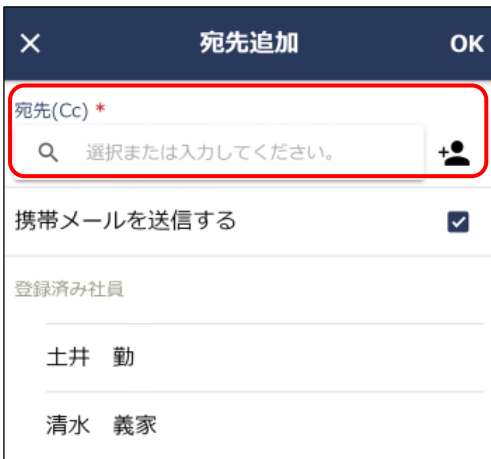 × 宛先追加 OK
宛先(Cc) *
選択または入力してください。
携帯メールを送信する
登録済み社員
土井　勤
清水　義家